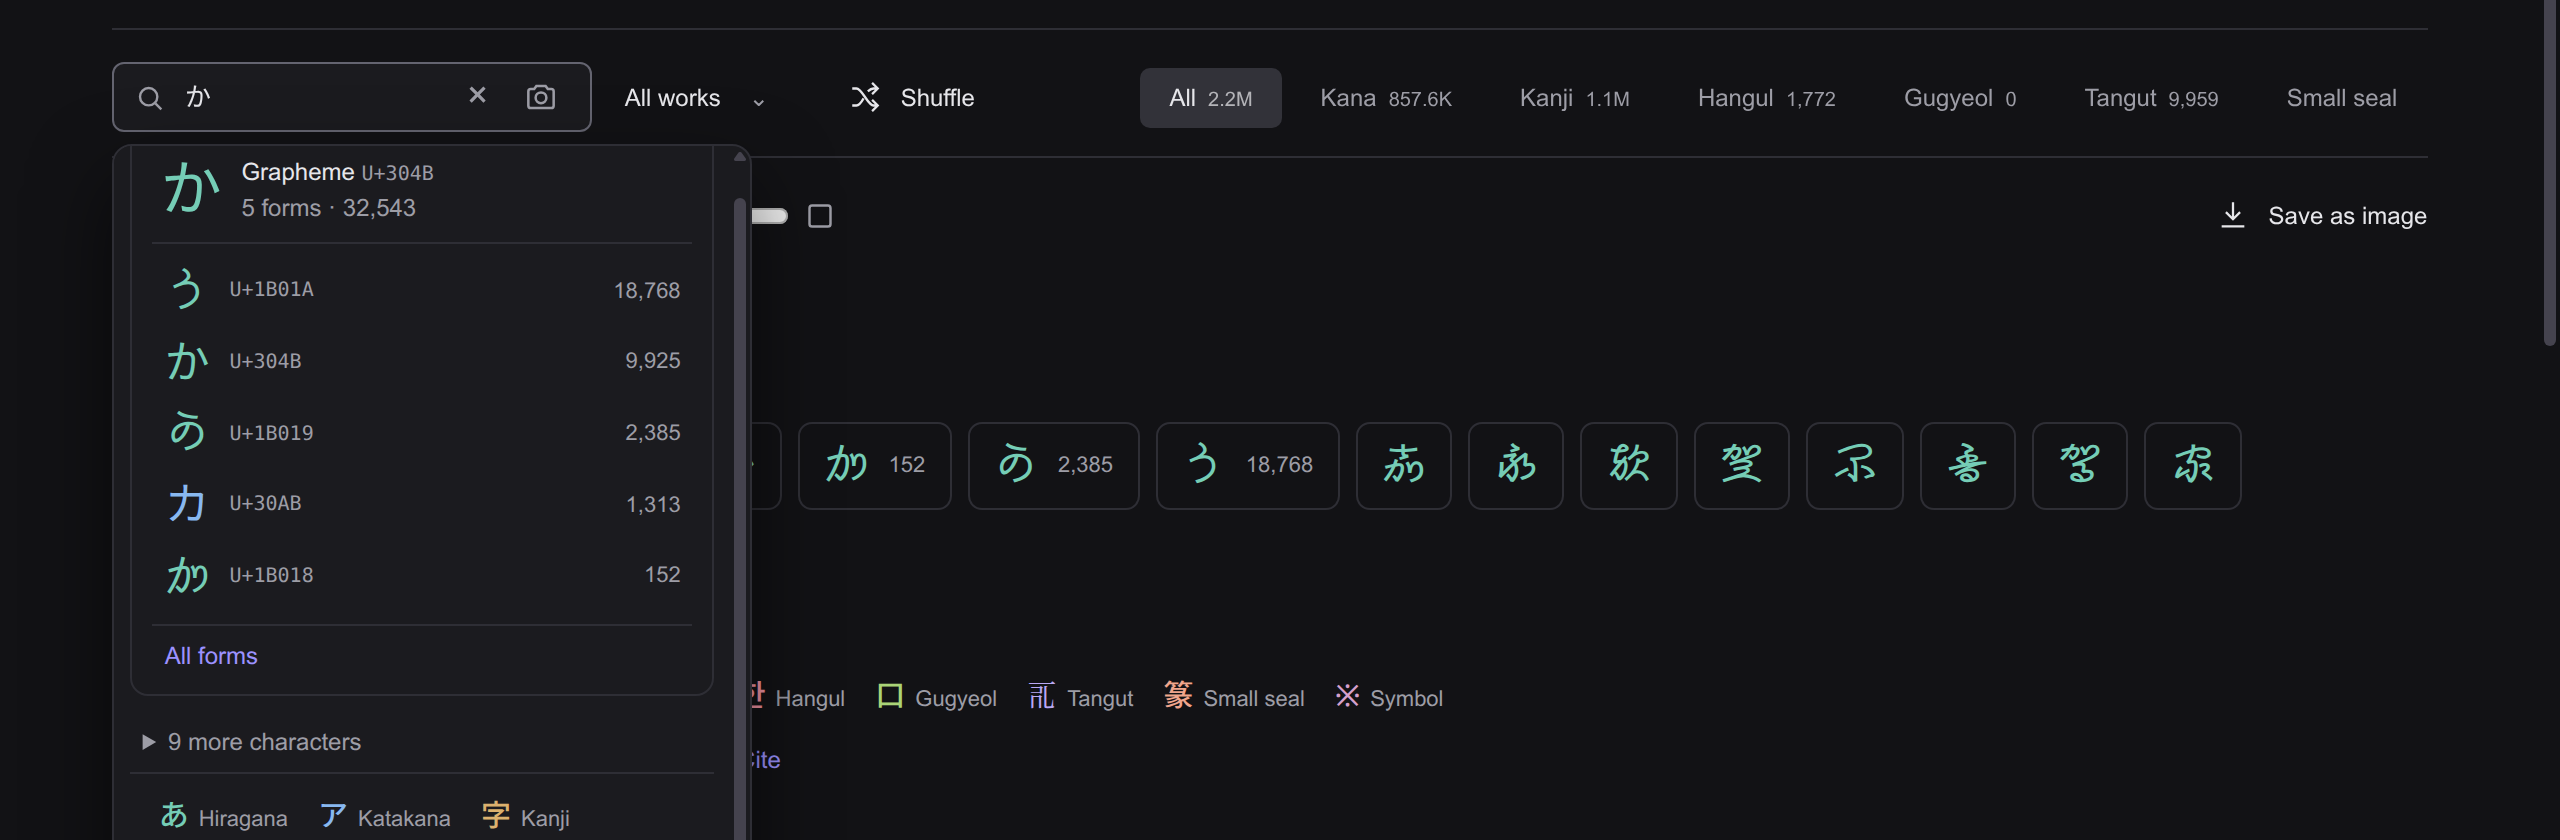 か
All works
Shuffle
All 2.2M
Kana 857.6K
Kanji 1.1M
Hangul 1,772
Gugyeol 0
Tangut 9,959
Small seal
か Grapheme U+304B
5 forms · 32,543
Save as image
𛀚 U+1B01A 18,768
か U+304B 9,925
𛀙 U+1B019 2,385
カ U+30AB 1,313
𛀘 U+1B018 152
All forms
𛀘 152
𛀙 2,385
𛀚 18,768
Hangul
口 Gugyeol
Tangut
篆 Small seal
※ Symbol
9 more characters
あ Hiragana
ア Katakana
字 Kanji